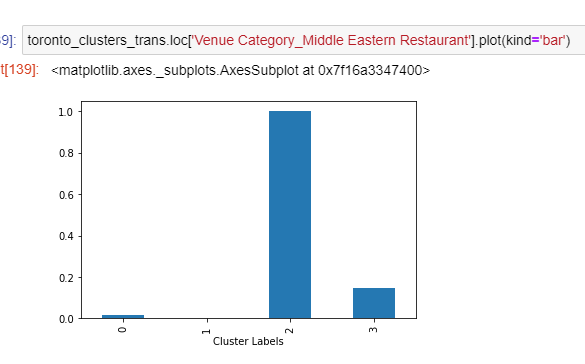 9]: toronto_clusters_trans.loc['Venue Category_Middle Eastern Restaurant'].plot(kind='bar')
t[139]: <matplotlib.axes._subplots.AxesSubplot at 0x7f16a3347400>
1.0
0.8
0.6
0.4
0.2
0.0
0 1 2 3
Cluster Labels